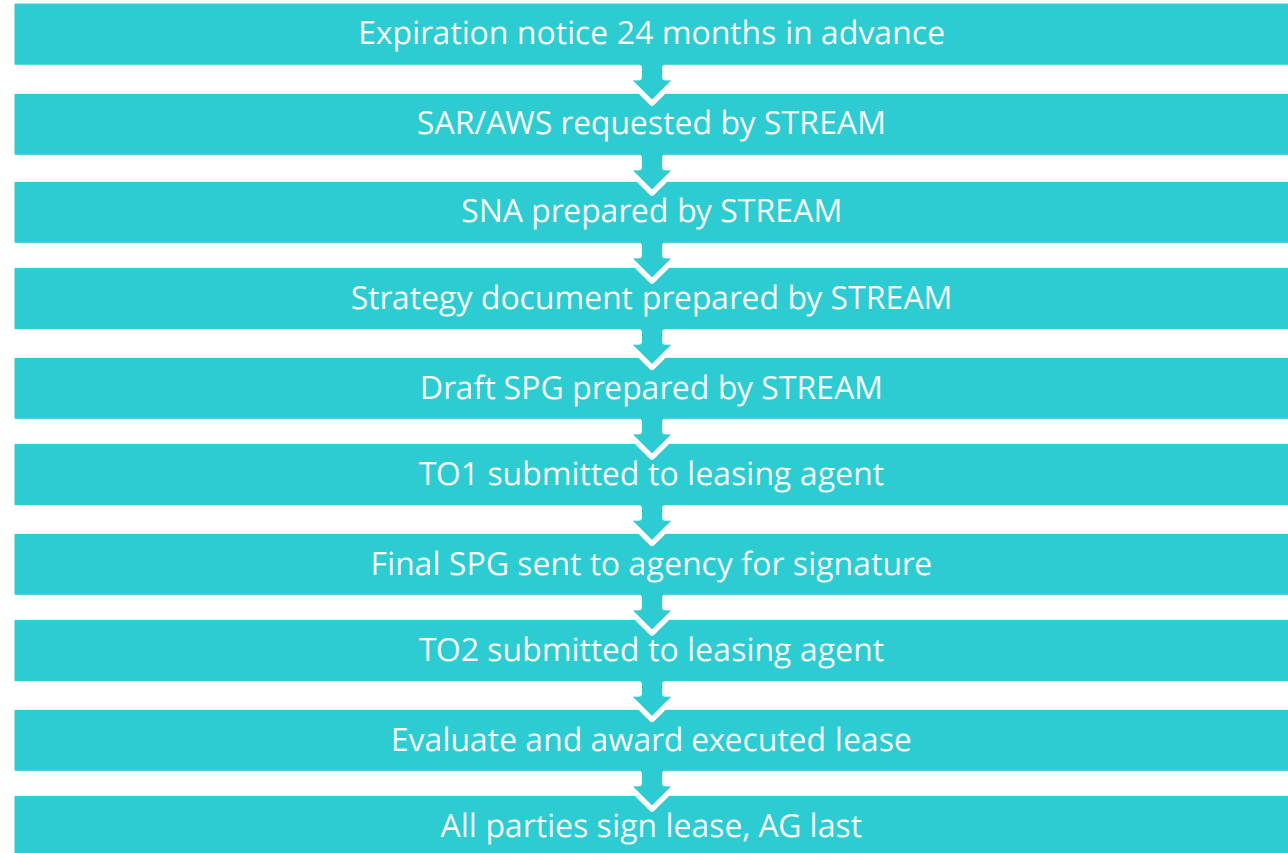 Expiration notice 24 months in advance
SAR/AWS requested by STREAM
SNA prepared by STREAM
Strategy document prepared by STREAM
Draft SPG prepared by STREAM
TO1 submitted to leasing agent
Final SPG sent to agency for signature
TO2 submitted to leasing agent
Evaluate and award executed lease
All parties sign lease, AG last